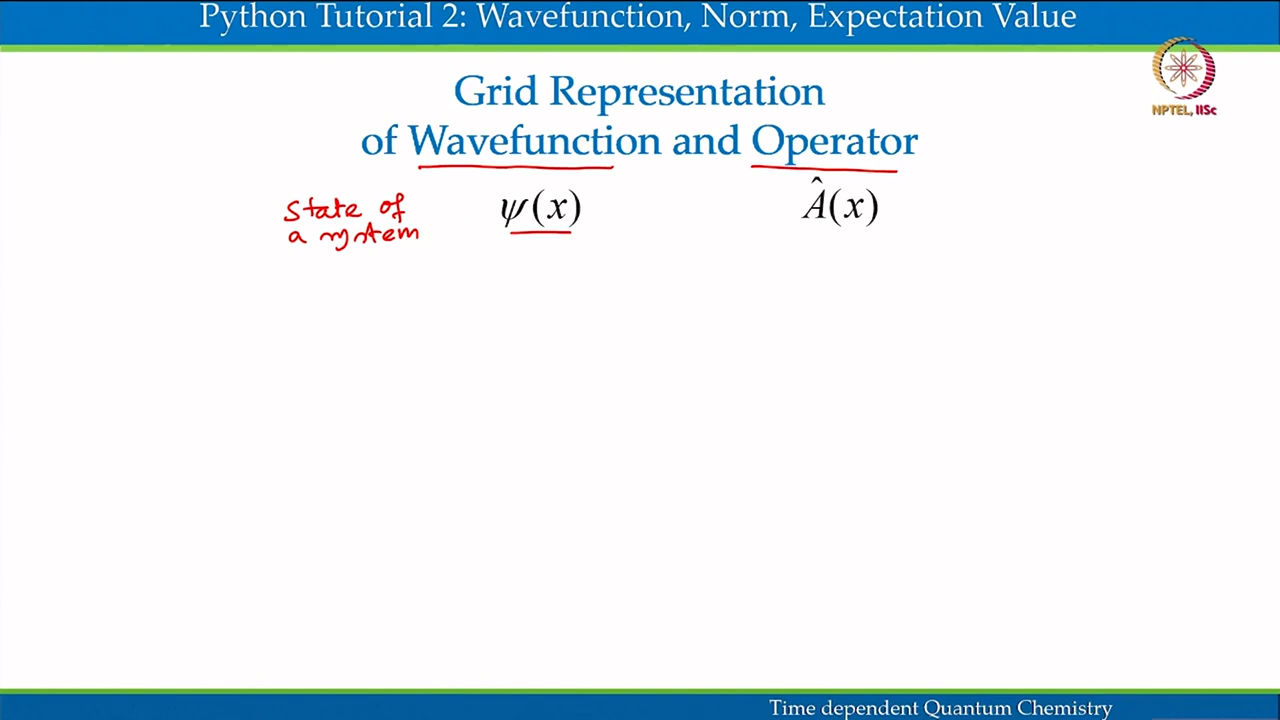 Python Tutorial 2: Wavefunction, Norm, Expectation Value
NPTEL, IISc
Grid Representation
of Wavefunction and Operator
State of
a system
ψ(x)
Â(x)
Time dependent Quantum Chemistry